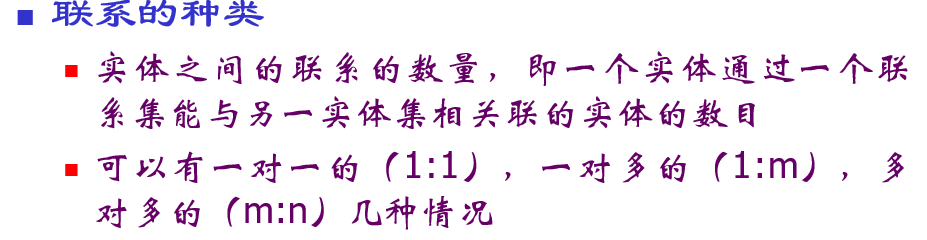 联系的种类
实体之间的联系的数量，即一个实体通过一个联
系集能与另一实体集相关联的实体的数目
可以有一对一的（1:1），一对多的（1:m），多
对多的（m:n）几种情况